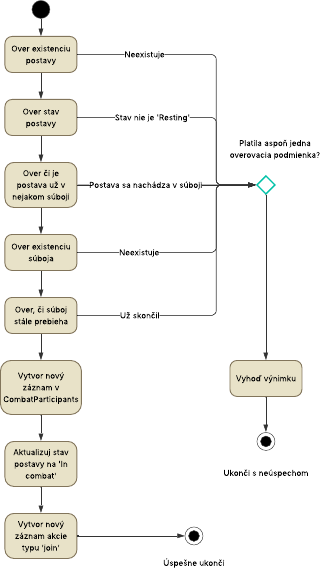 Over existenciu
postavy
Neexistuje
Over stav
postavy
Stav nie je 'Resting'
Platila aspoň jedna
overovacia podmienka?
Over či je
postava už v
nejakom súboji
Postava sa nachádza v súboji
Over existenciu
súboja
Neexistuje
Over, či súboj
stále prebieha
Už skončil
Vytvor nový
záznam v
CombatParticipants
Vyhoď výnimku
Aktualizuj stav
postavy na 'In
combat'
Ukonči s neúspechom
Vytvor nový
záznam akcie
typu 'join'
Úspešne ukonči